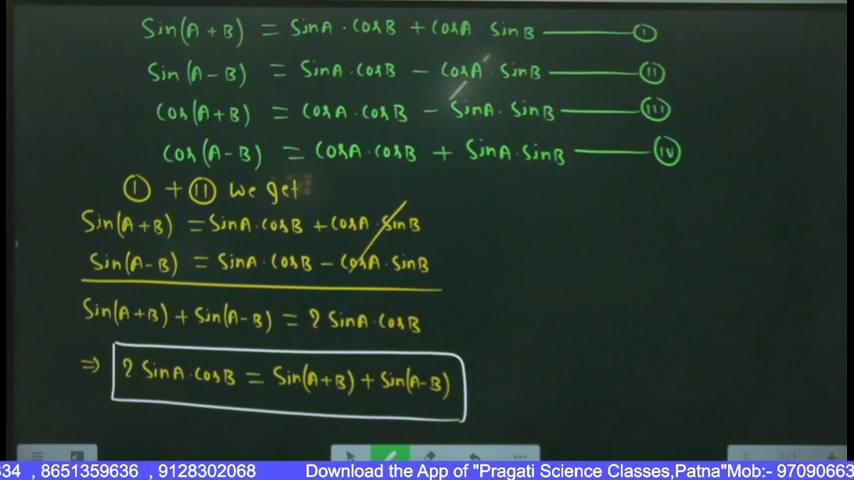 Sin(A+B) = SinA·CosB + CosA·SinB — I
Sin(A-B) = SinA·CosB - CosA·SinB — II
Cos(A+B) = CosA·CosB - SinA·SinB — III
Cos(A-B) = CosA·CosB + SinA·SinB — IV
I + II we get
Sin(A+B) = SinA·CosB + CosA·SinB
Sin(A-B) = SinA·CosB - CosA·SinB
Sin(A+B) + Sin(A-B) = 2 SinA·CosB
⇒ 2 SinA·CosB = Sin(A+B) + Sin(A-B)
634 , 8651359636 , 9128302068 Download the App of "Pragati Science Classes,Patna"Mob:- 97090663